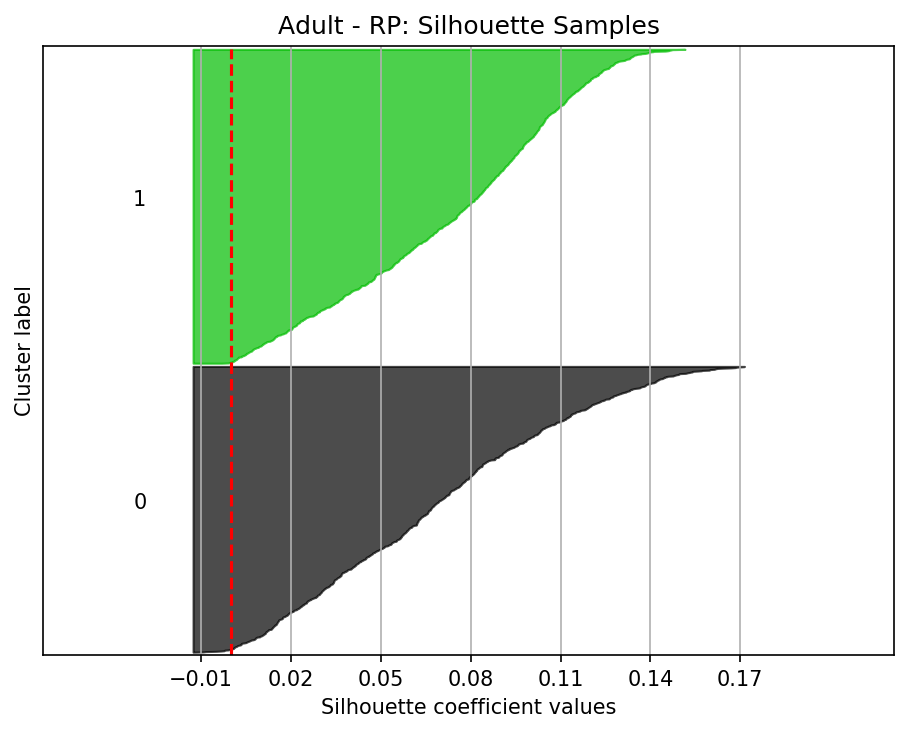 Adult - RP: Silhouette Samples
Cluster label
1
0
−0.01 0.02 0.05 0.08 0.11 0.14 0.17
Silhouette coefficient values